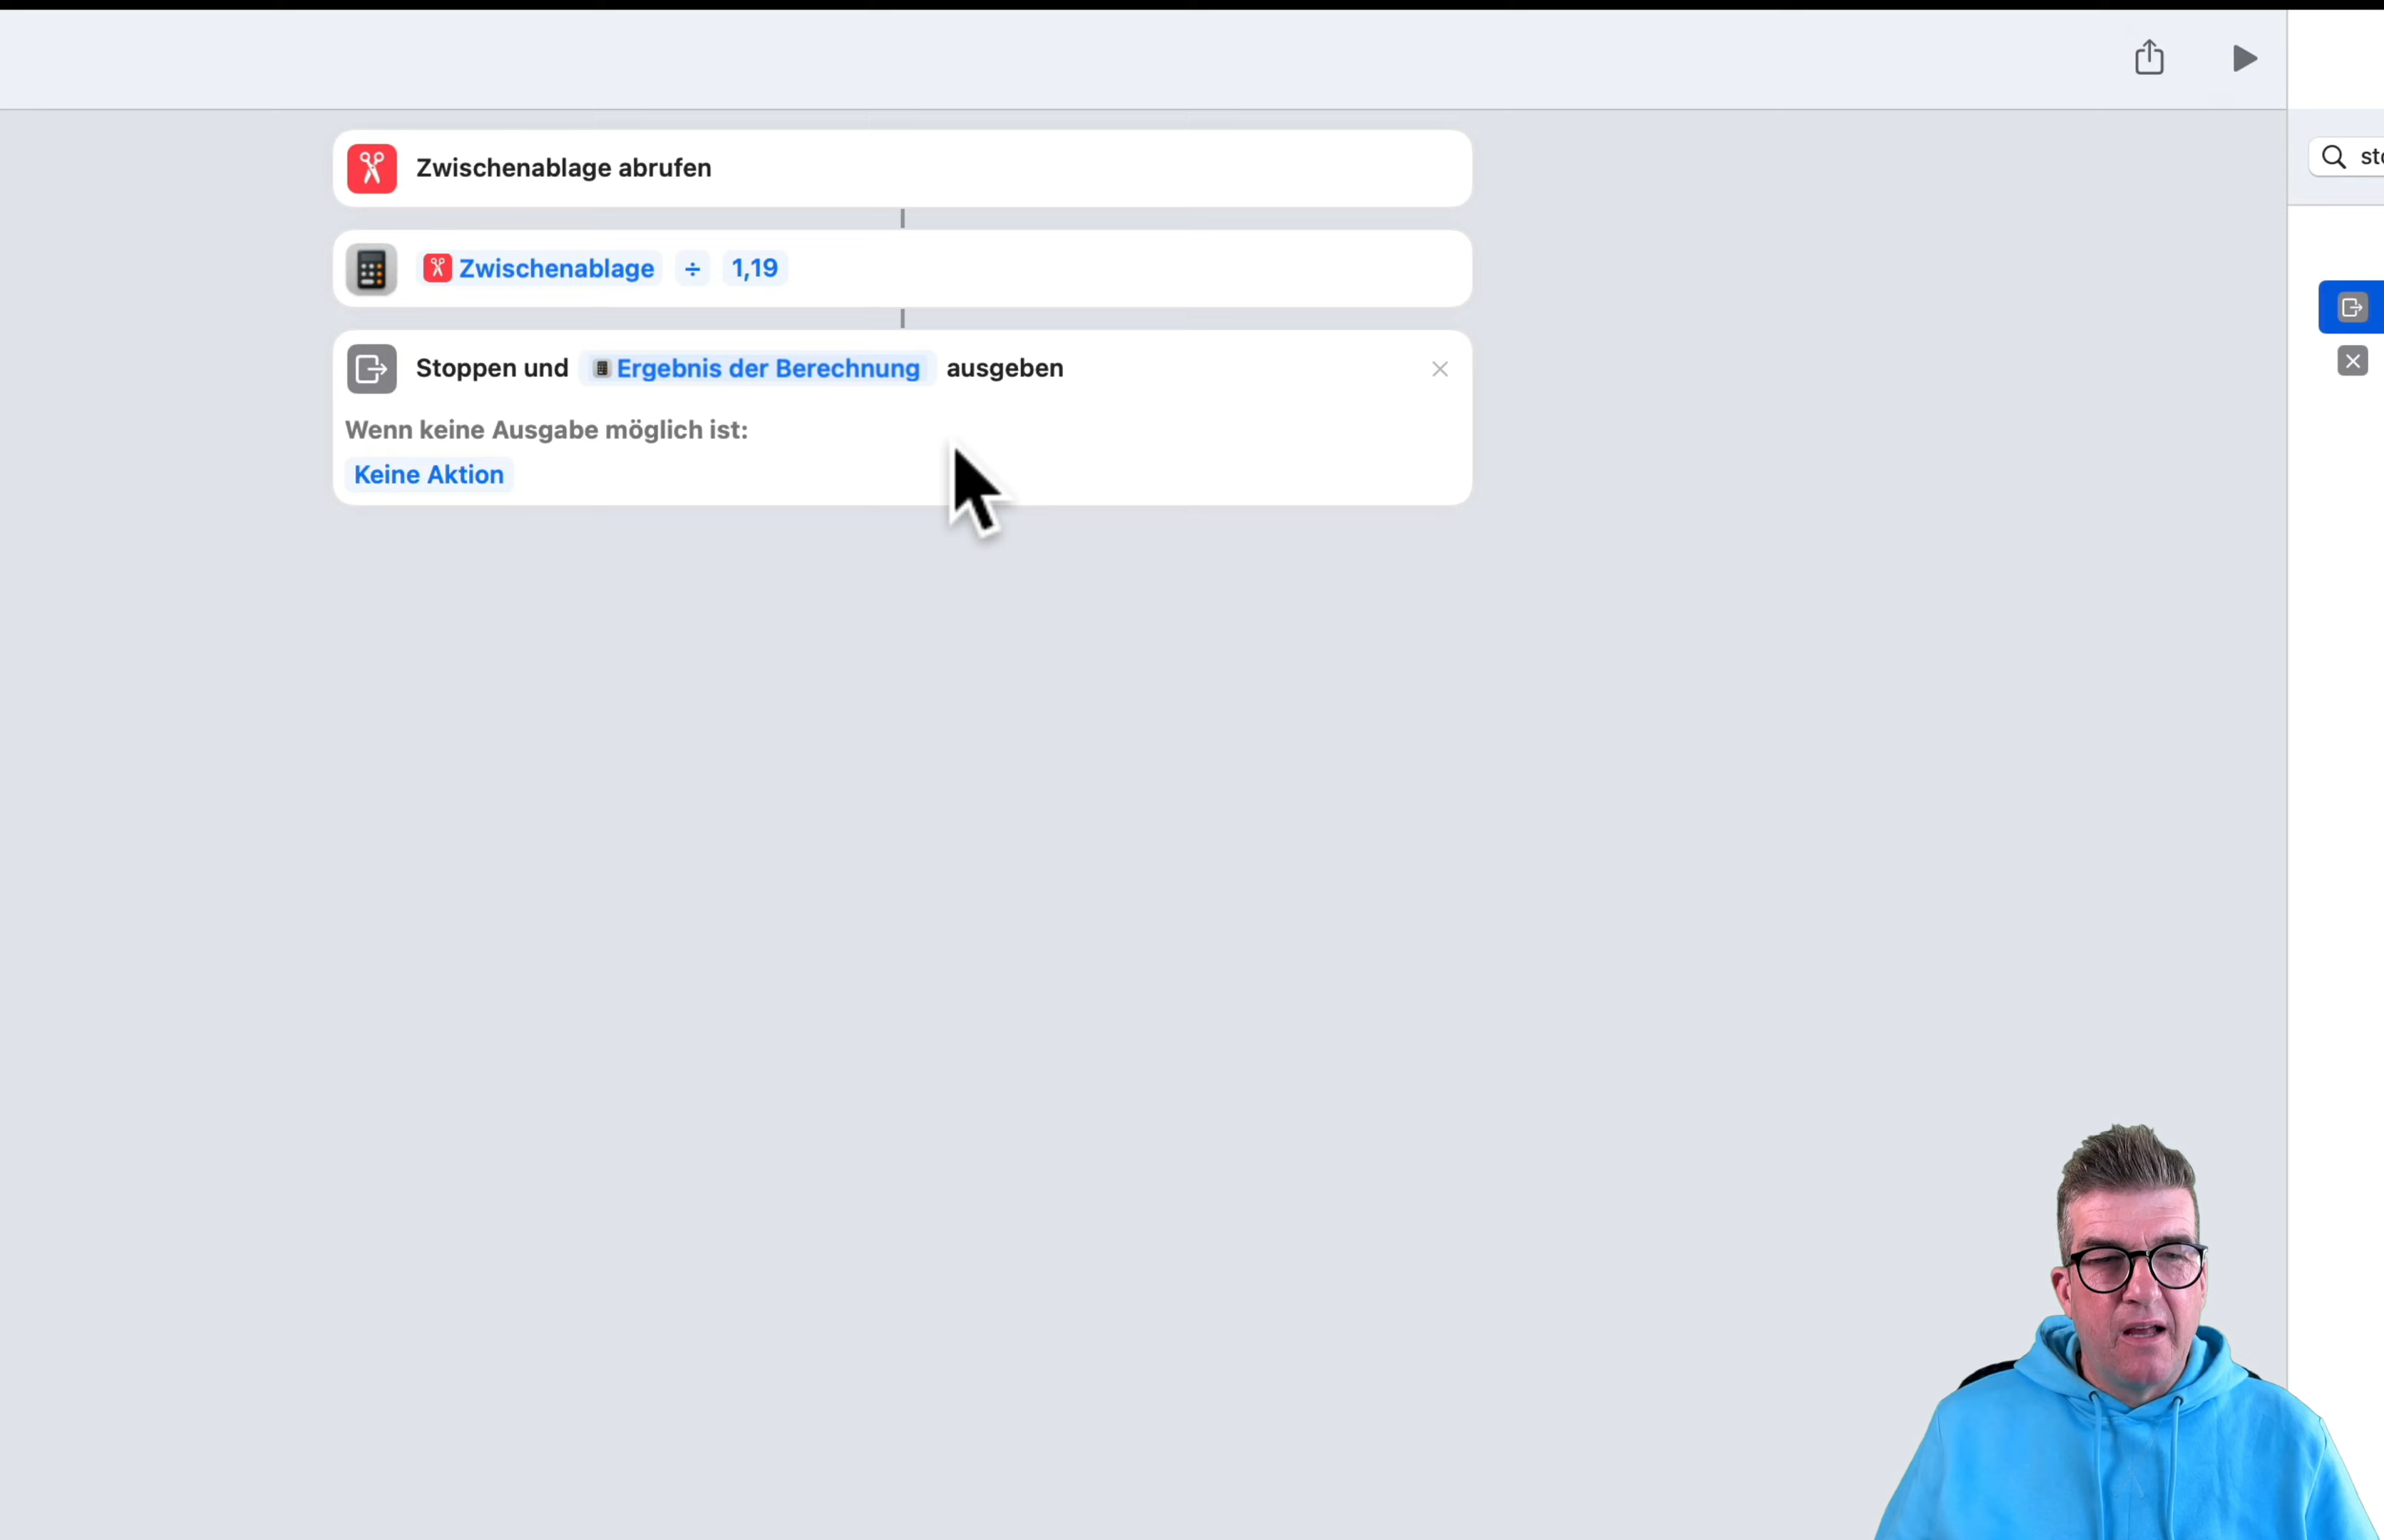 Zwischenablage abrufen
Zwischenablage ÷ 1,19
Stoppen und Ergebnis der Berechnung ausgeben
Wenn keine Ausgabe möglich ist:
Keine Aktion